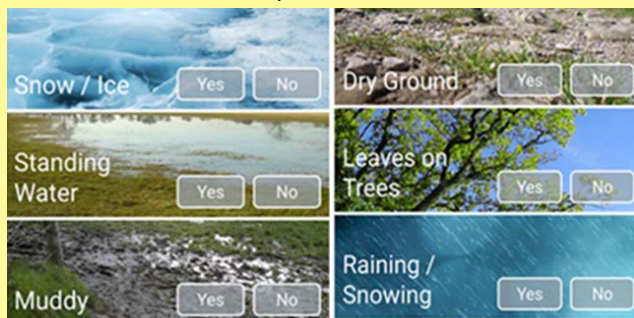 Snow / Ice Yes No
Dry Ground Yes No
Standing
Water Yes No
Leaves on
Trees Yes No
Muddy Yes No
Raining /
Snowing Yes No